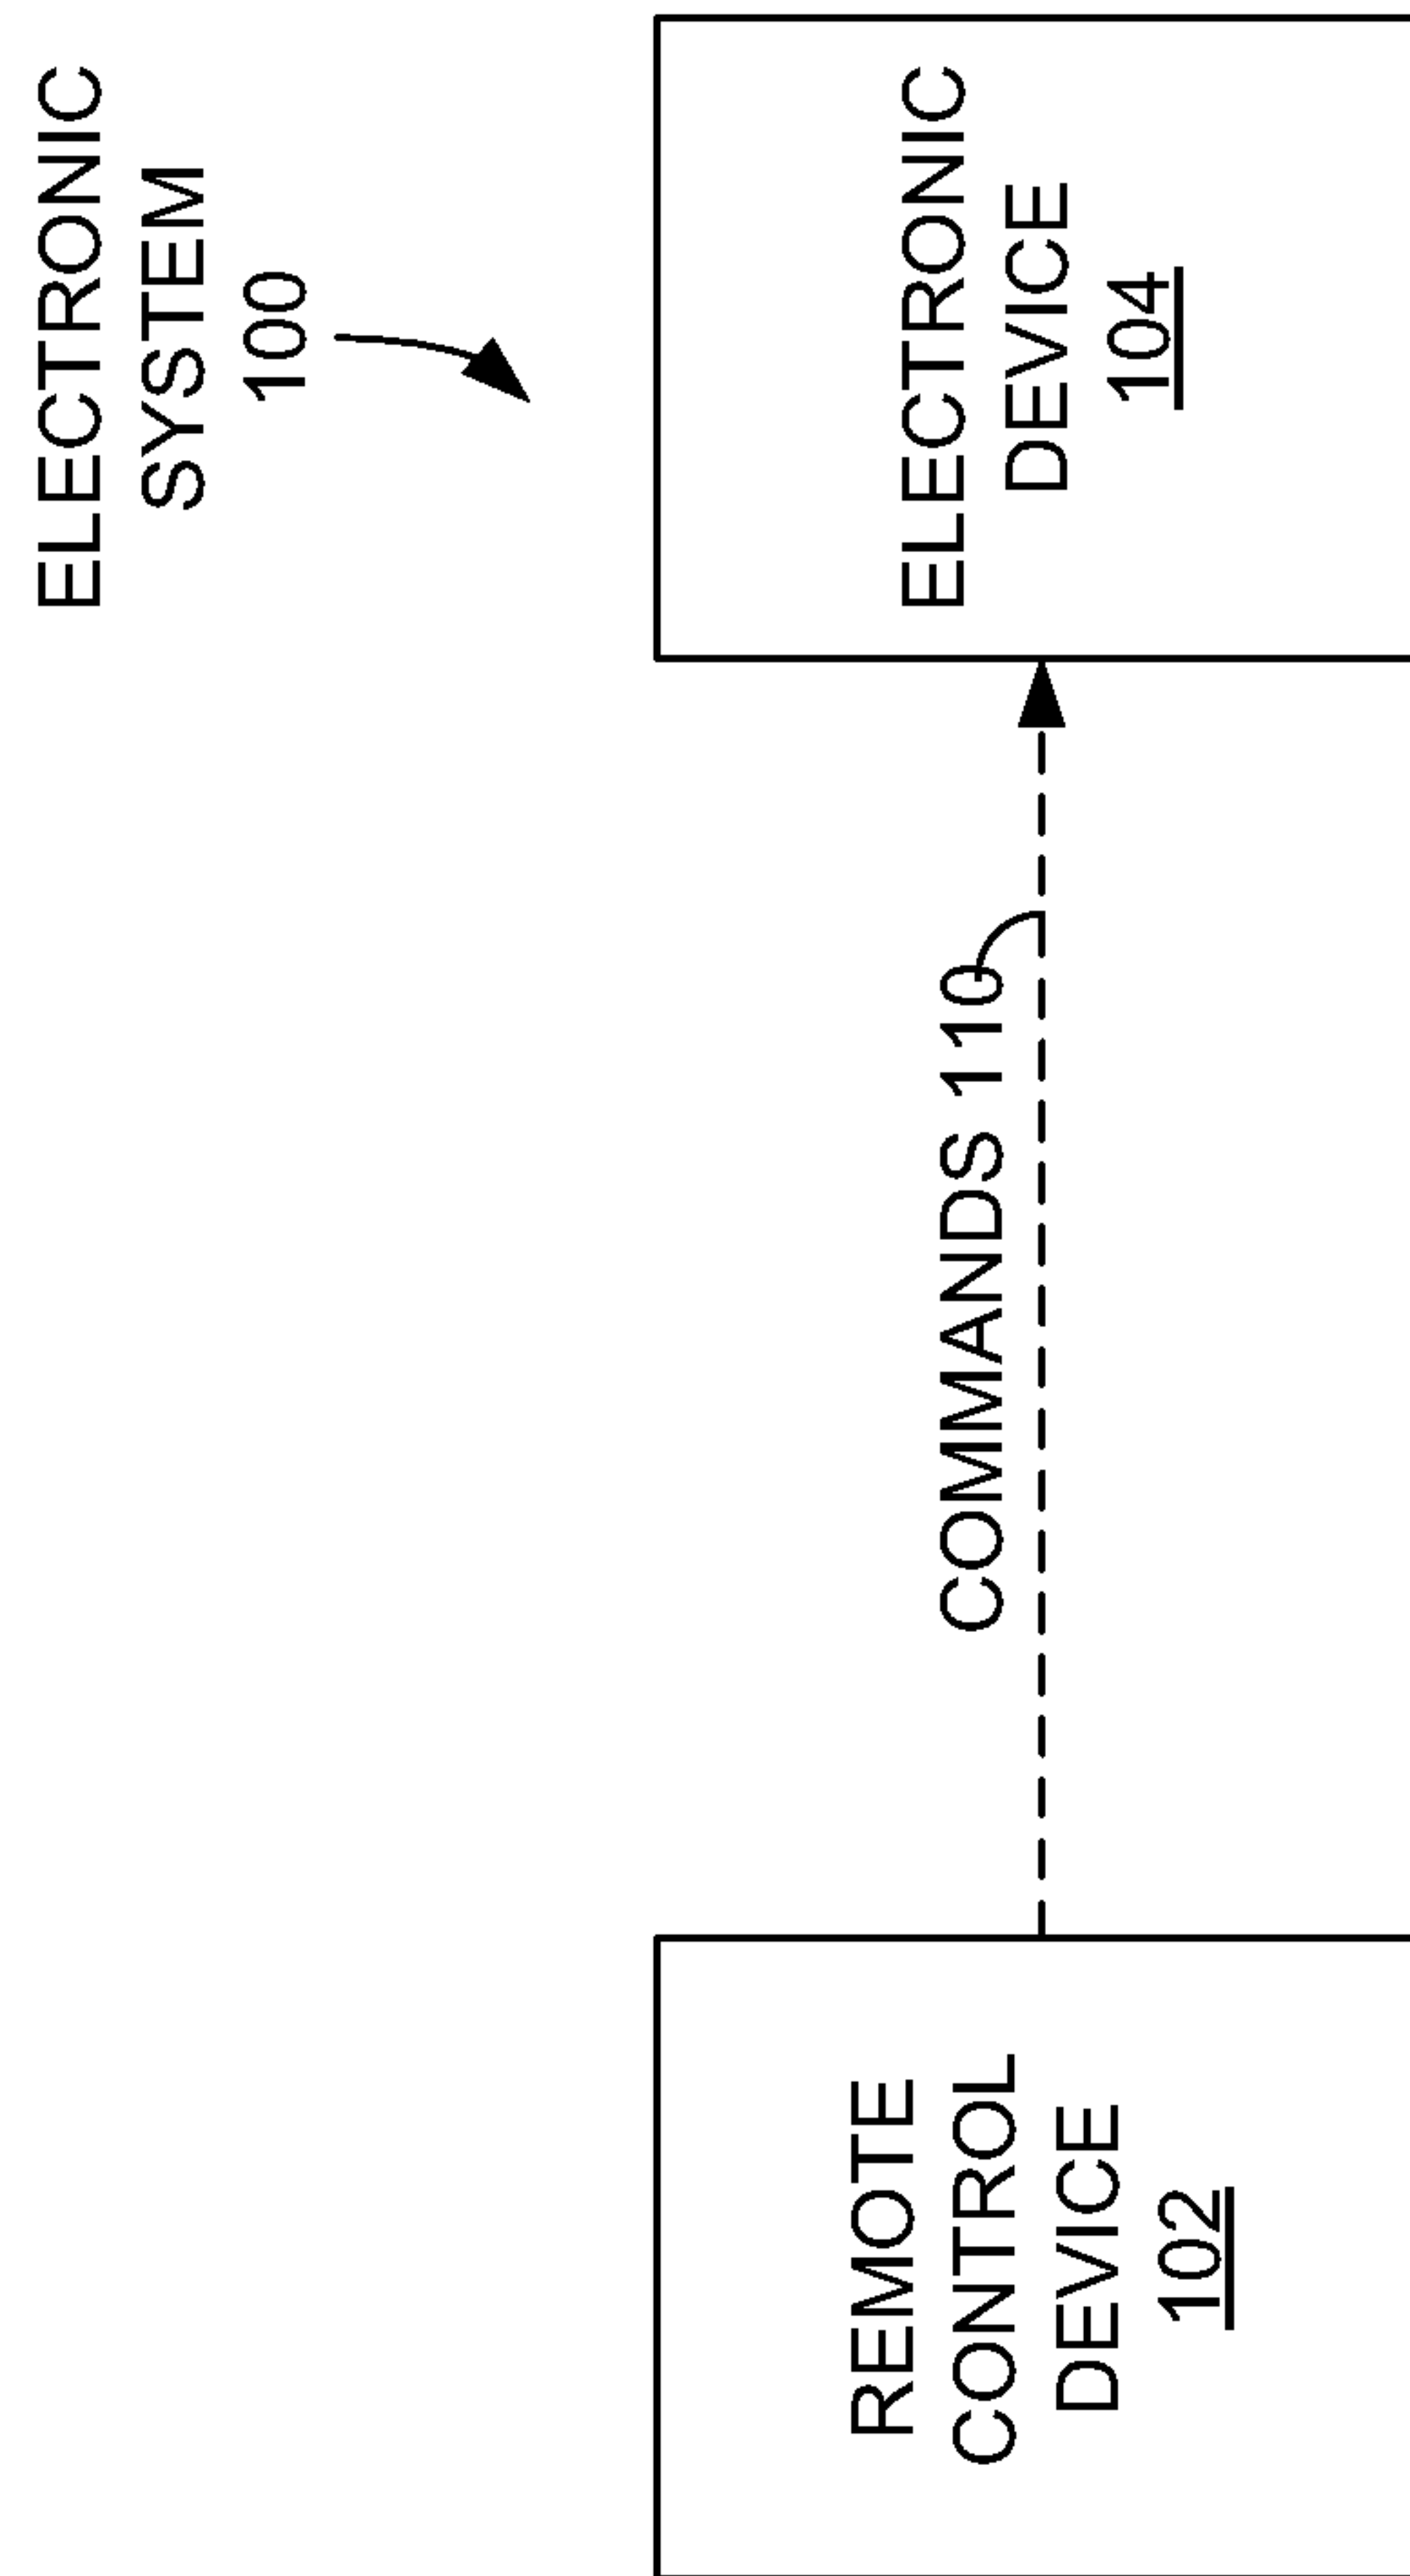 ELECTRONIC
SYSTEM
100
REMOTE
CONTROL
DEVICE
102
COMMANDS 110
ELECTRONIC
DEVICE
104